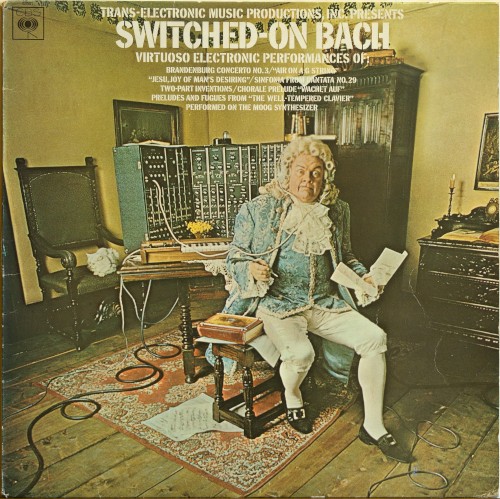 TRANS-ELECTRONIC MUSIC PRODUCTIONS, INC. PRESENTS
SWITCHED-ON BACH
VIRTUOSO ELECTRONIC PERFORMANCES OF:
BRANDENBURG CONCERTO NO.3/"AIR ON A G STRING"
"JESU, JOY OF MAN'S DESIRING"/SINFONIA FROM CANTATA NO.29
TWO-PART INVENTIONS/CHORALE PRELUDE "WACHET AUF"
PRELUDES AND FUGUES FROM "THE WELL-TEMPERED CLAVIER"
PERFORMED ON THE MOOG SYNTHESIZER